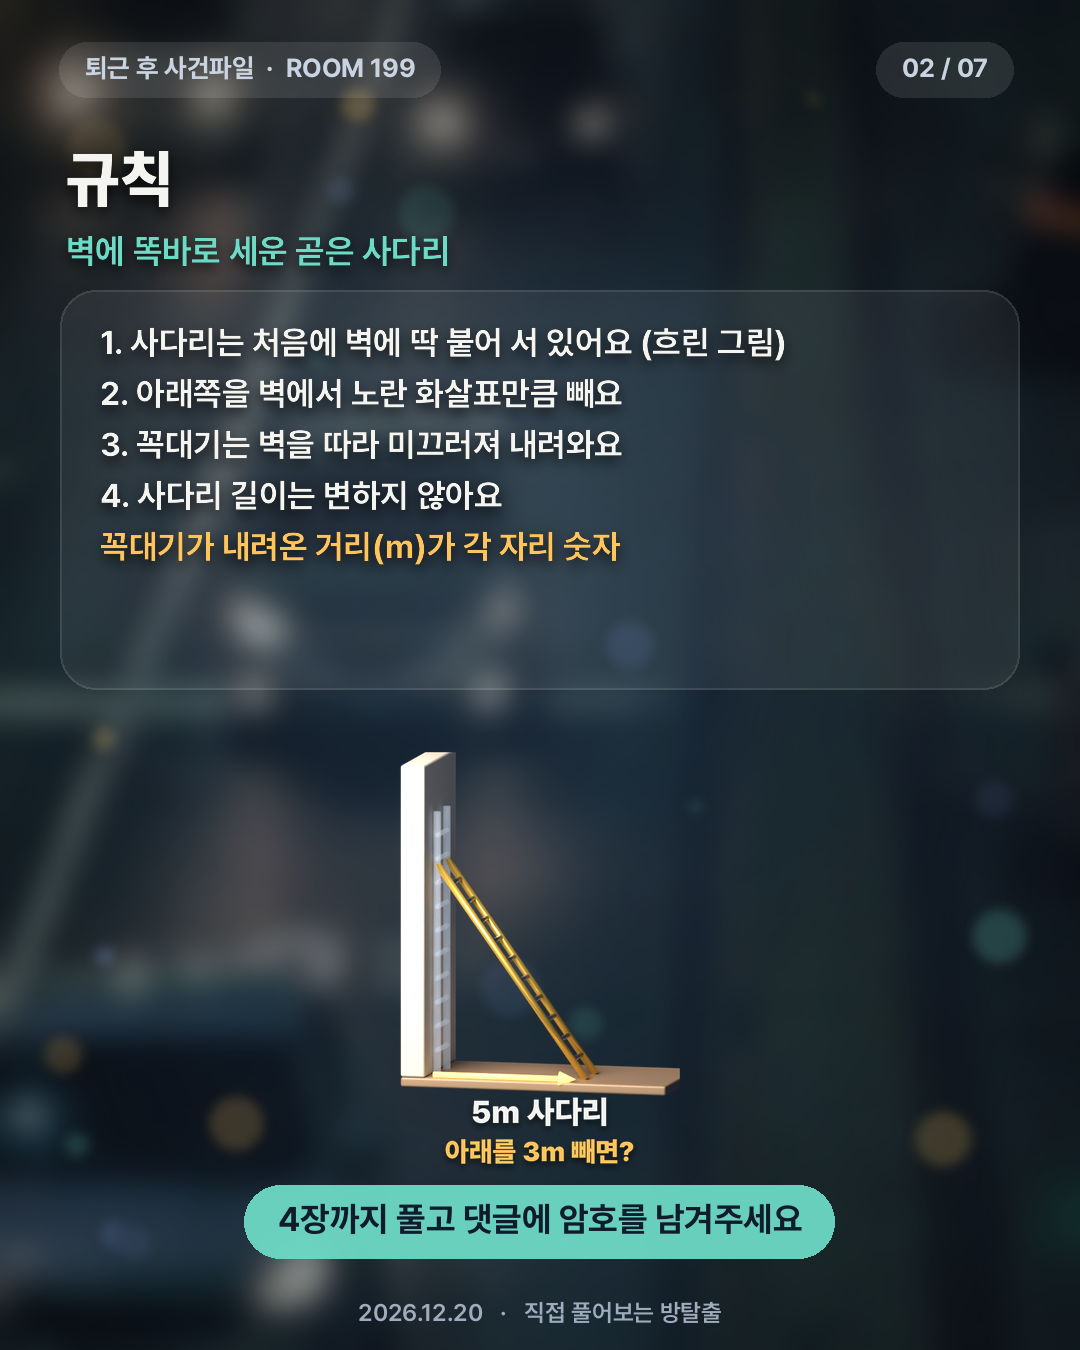 퇴근 후 사건파일 · ROOM 199
02 / 07
규칙
벽에 똑바로 세운 곧은 사다리
1. 사다리는 처음에 벽에 딱 붙어 서 있어요 (흐린 그림)
2. 아래쪽을 벽에서 노란 화살표만큼 빼요
3. 꼭대기는 벽을 따라 미끄러져 내려와요
4. 사다리 길이는 변하지 않아요
꼭대기가 내려온 거리(m)가 각 자리 숫자
5m 사다리
아래를 3m 빼면?
4장까지 풀고 댓글에 암호를 남겨주세요
2026.12.20 · 직접 풀어보는 방탈출